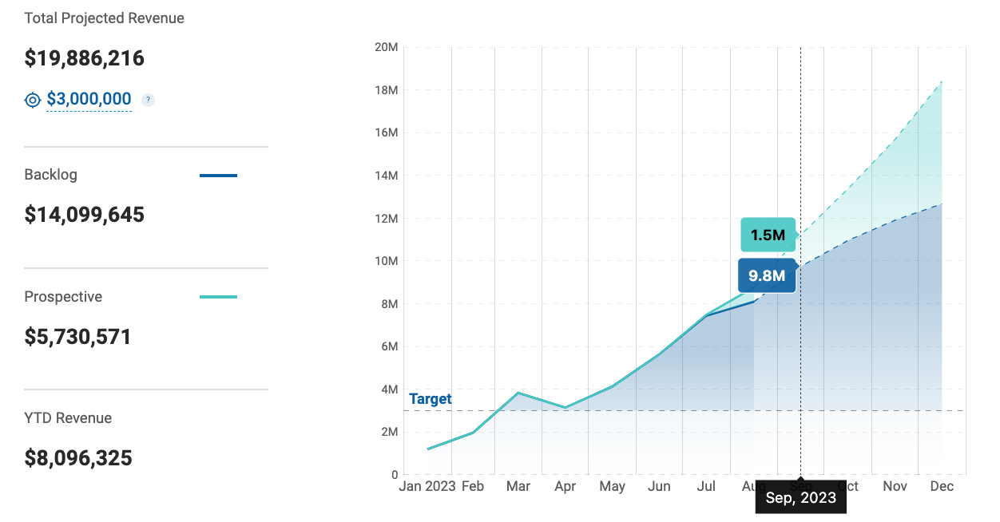 Total Projected Revenue
$19,886,216
$3,000,000 ?
Backlog
$14,099,645
Prospective
$5,730,571
YTD Revenue
$8,096,325
20M
18M
16M
14M
12M
10M
8M
6M
4M
2M
0
1.5M
9.8M
Target
Jan 2023 Feb Mar Apr May Jun Jul Aug Sep Oct Nov Dec
Sep, 2023